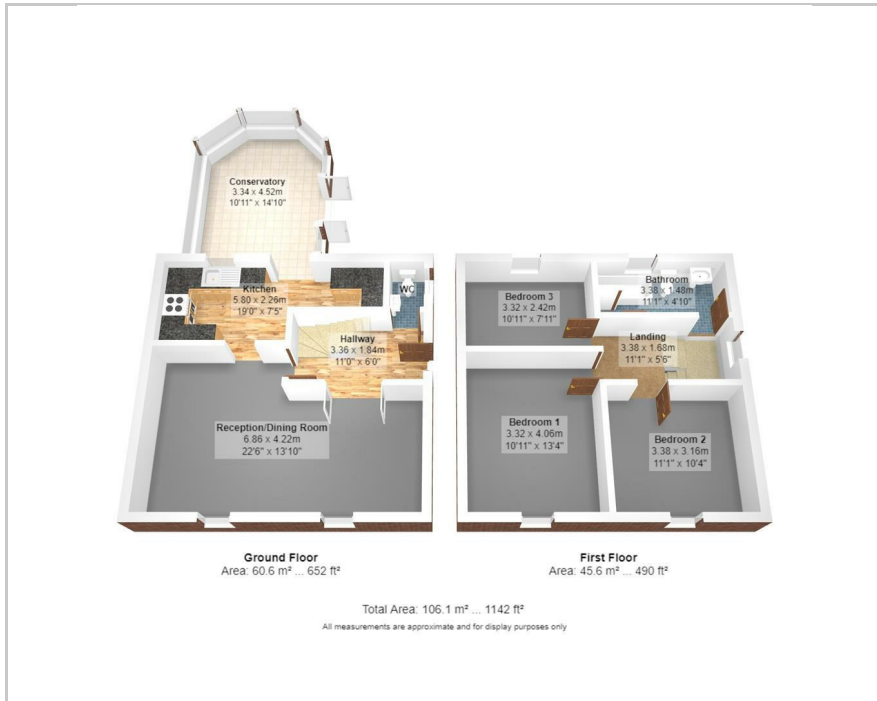 Conservatory
3.34 x 4.52m
10'11" x 14'10"
Kitchen
5.80 x 2.26m
19'0" x 7'5"
WC
Hallway
3.36 x 1.84m
11'0" x 6'0"
Reception/Dining Room
6.86 x 4.22m
22'6" x 13'10"
Bedroom 3
3.32 x 2.42m
10'11" x 7'11"
Bathroom
3.38 x 1.48m
11'1" x 4'10"
Landing
3.38 x 1.68m
11'1" x 5'6"
Bedroom 1
3.32 x 4.06m
10'11" x 13'4"
Bedroom 2
3.38 x 3.16m
11'1" x 10'4"
Ground Floor
Area: 60.6 m² ... 652 ft²
First Floor
Area: 45.6 m² ... 490 ft²
Total Area: 106.1 m² ... 1142 ft²
All measurements are approximate and for display purposes only